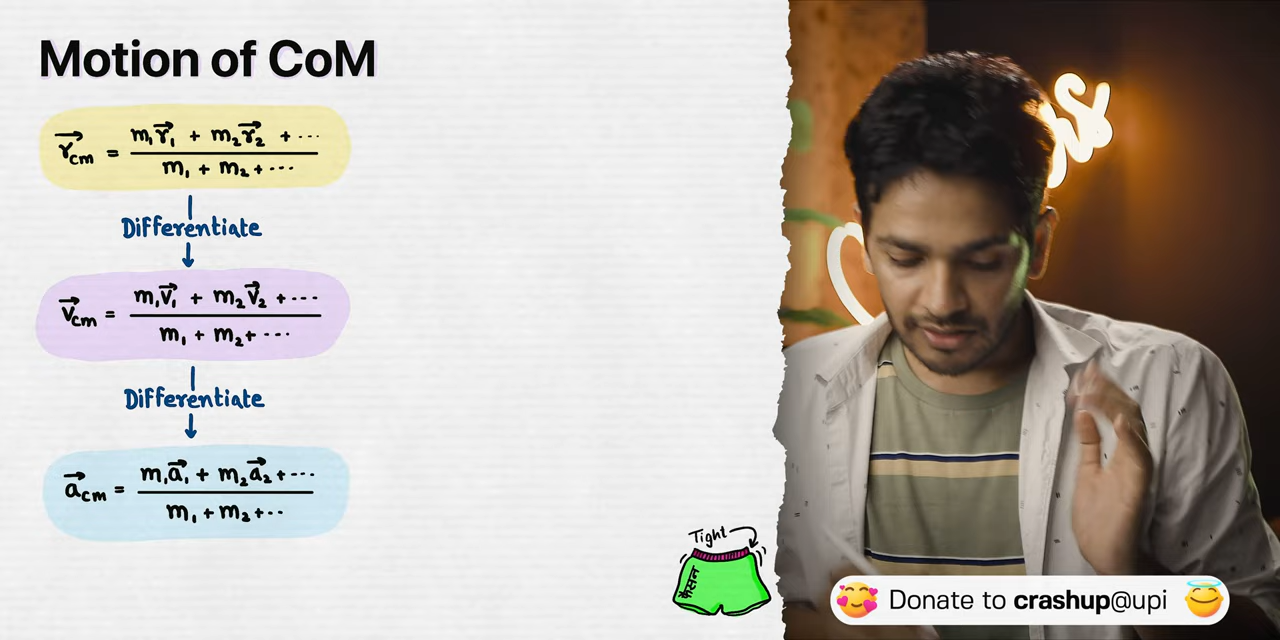 Motion of CoM
r⃗cm = (m₁r⃗₁ + m₂r⃗₂ + ···) / (m₁ + m₂ + ···)
Differentiate
v⃗cm = (m₁v⃗₁ + m₂v⃗₂ + ···) / (m₁ + m₂ + ···)
Differentiate
a⃗cm = (m₁a⃗₁ + m₂a⃗₂ + ···) / (m₁ + m₂ + ··)
Tight
Donate to crashup@upi